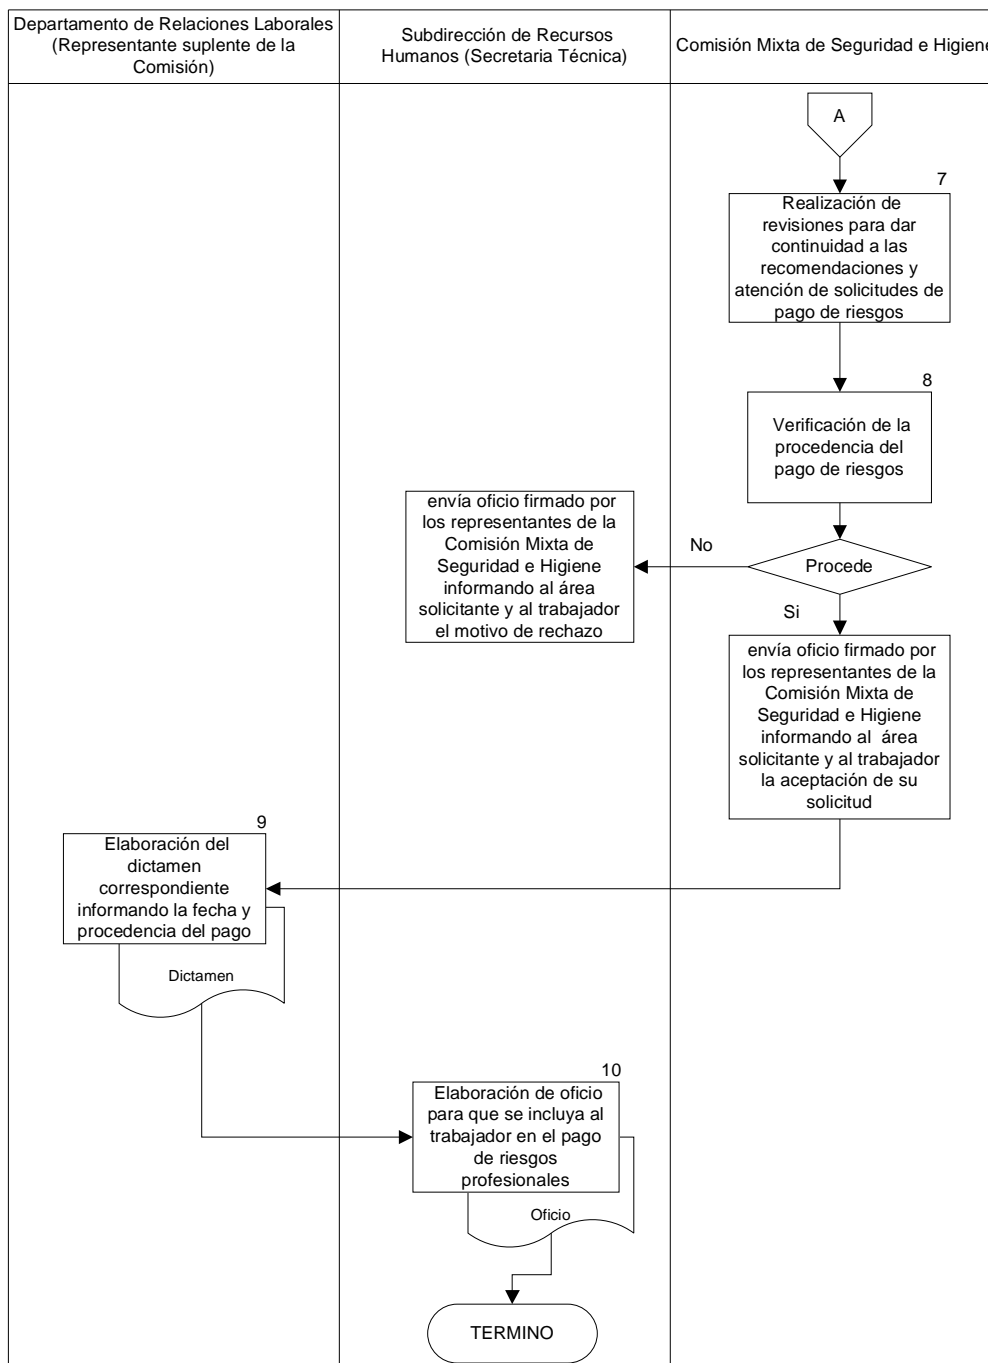 Departamento de Relaciones Laborales
(Representante suplente de la
Comisión)
Subdirección de Recursos
Humanos (Secretaria Técnica)
Comisión Mixta de Seguridad e Higiene
A
7
Realización de
revisiones para dar
continuidad a las
recomendaciones y
atención de solicitudes de
pago de riesgos
8
Verificación de la
procedencia del
pago de riesgos
Procede
No
envía oficio firmado por
los representantes de la
Comisión Mixta de
Seguridad e Higiene
informando al área
solicitante y al trabajador
el motivo de rechazo
Si
envía oficio firmado por
los representantes de la
Comisión Mixta de
Seguridad e Higiene
informando al área
solicitante y al trabajador
la aceptación de su
solicitud
9
Elaboración del
dictamen
correspondiente
informando la fecha y
procedencia del pago
Dictamen
10
Elaboración de oficio
para que se incluya al
trabajador en el pago
de riesgos
profesionales
Oficio
TERMINO